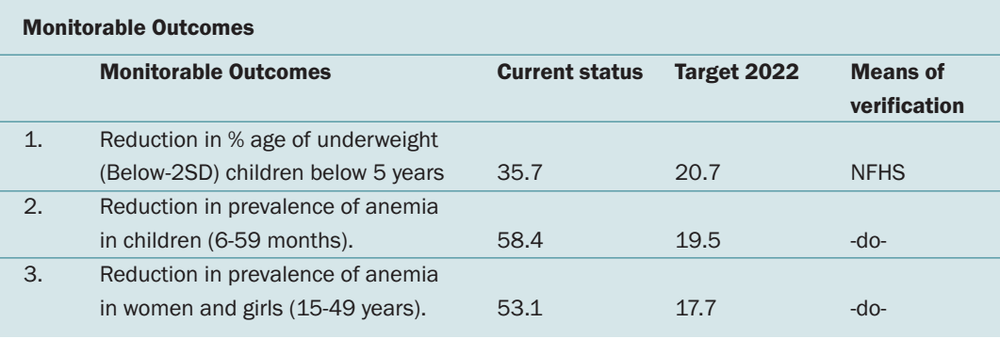 Monitorable Outcomes
Monitorable Outcomes Current status Target 2022 Means of
verification
1. Reduction in % age of underweight
(Below-2SD) children below 5 years 35.7 20.7 NFHS
2. Reduction in prevalence of anemia
in children (6-59 months). 58.4 19.5 -do-
3. Reduction in prevalence of anemia
in women and girls (15-49 years). 53.1 17.7 -do-